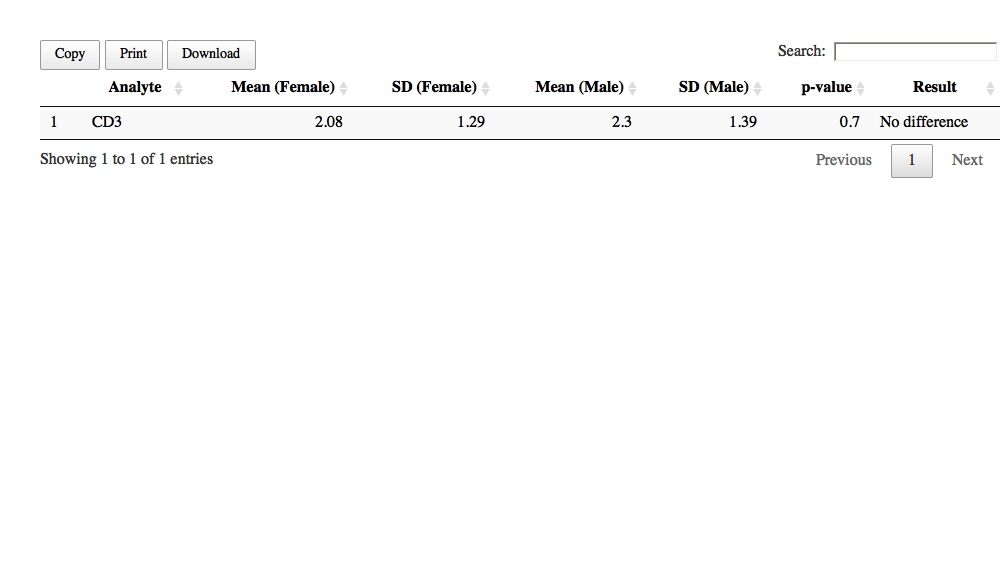 Copy Print Download Search:
Analyte Mean (Female) SD (Female) Mean (Male) SD (Male) p-value Result
1 CD3 2.08 1.29 2.3 1.39 0.7 No difference
Showing 1 to 1 of 1 entries Previous 1 Next